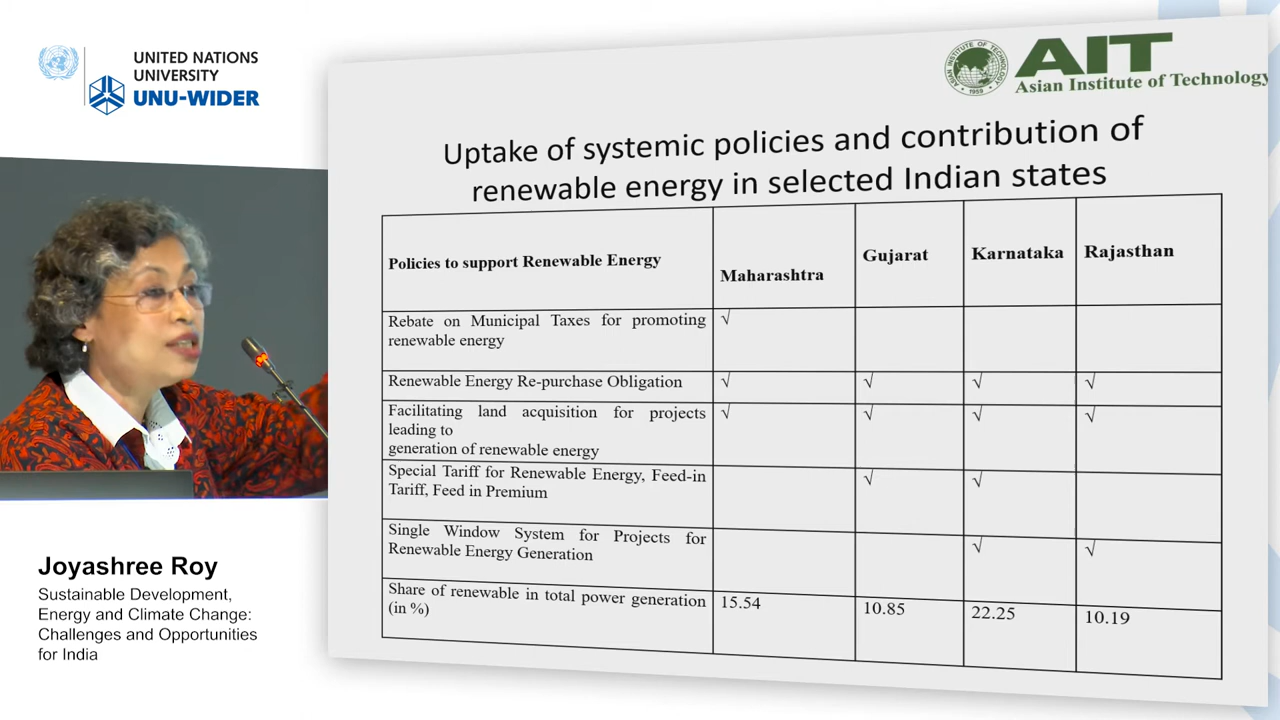 UNITED NATIONS
UNIVERSITY
UNU-WIDER
ASIAN INSTITUTE OF TECHNOLOGY
1959
AIT
Asian Institute of Technology
Uptake of systemic policies and contribution of
renewable energy in selected Indian states
Policies to support Renewable Energy
Maharashtra
Gujarat
Karnataka
Rajasthan
Rebate on Municipal Taxes for promoting
renewable energy
√
Renewable Energy Re-purchase Obligation
√
√
√
√
Facilitating land acquisition for projects
leading to
generation of renewable energy
√
√
√
√
Special Tariff for Renewable Energy, Feed-in
Tariff, Feed in Premium
√
√
Single Window System for Projects for
Renewable Energy Generation
√
√
Share of renewable in total power generation
(in %)
15.54
10.85
22.25
10.19
Joyashree Roy
Sustainable Development,
Energy and Climate Change:
Challenges and Opportunities
for India